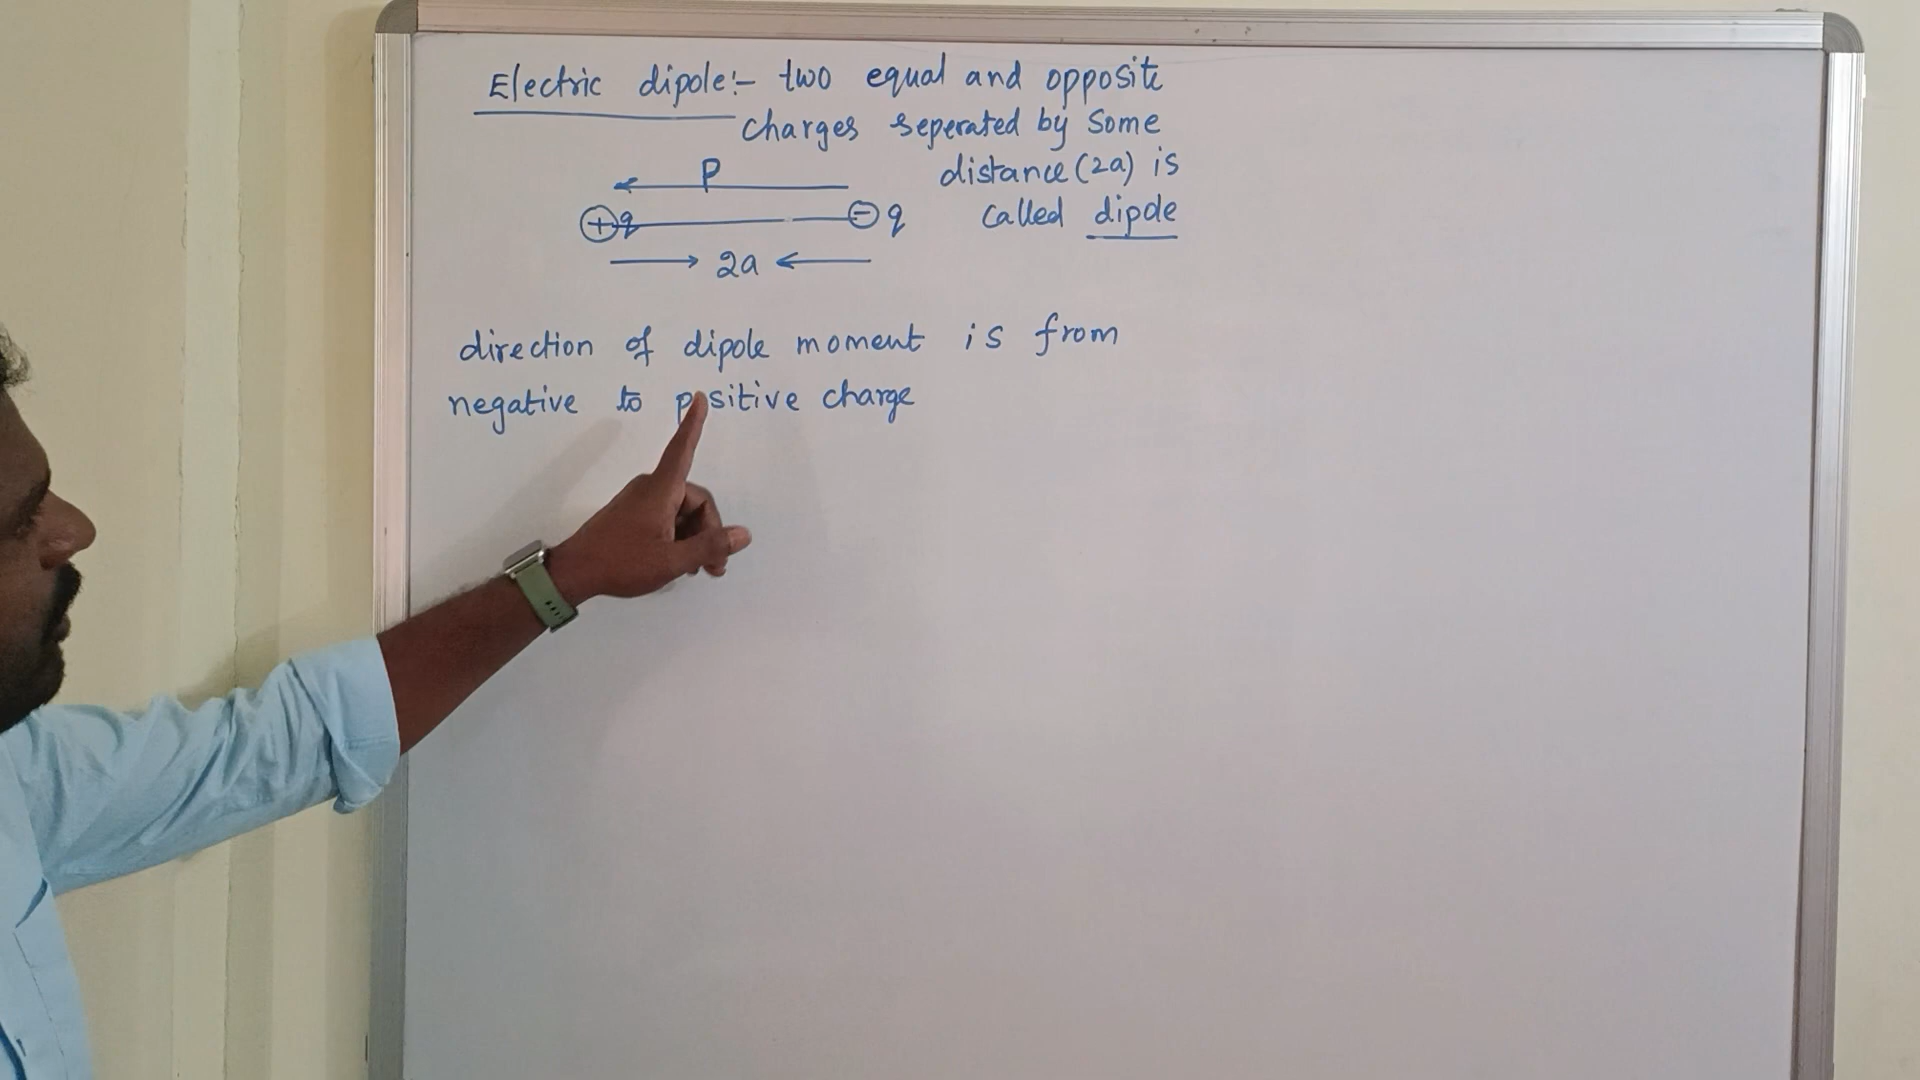 Electric dipole:- two equal and opposite
charges seperated by some
distance (2a) is
called dipole
P
+q - q
2a
direction of dipole moment is from
negative to positive charge